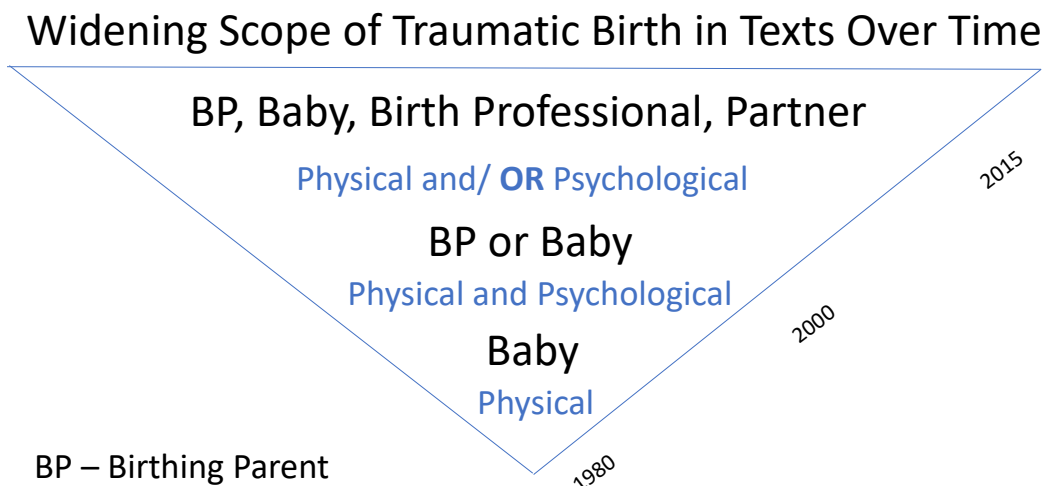 Widening Scope of Traumatic Birth in Texts Over Time
BP, Baby, Birth Professional, Partner
Physical and/ OR Psychological
2015
BP or Baby
Physical and Psychological
2000
Baby
Physical
BP – Birthing Parent
1980